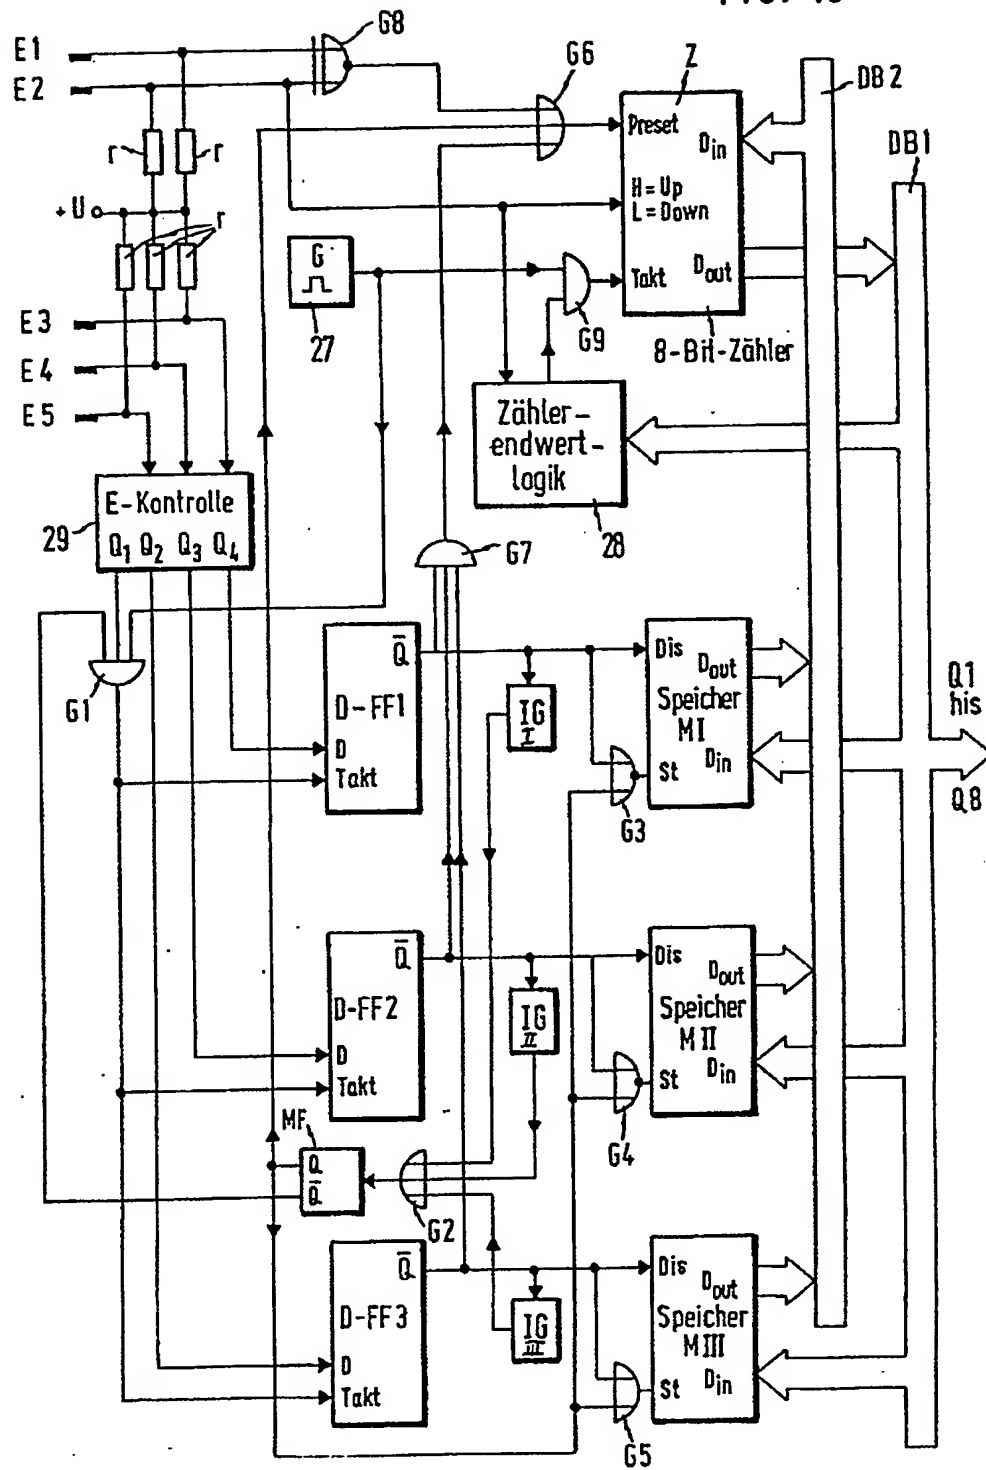 E1
E2
G8
G6
Z
DB2
DB1
r
r
+U
r
Preset
Din
H=Up
L=Down
Takt
Dout
8-Bit-Zähler
G
27
G9
E3
E4
E5
Zähler-
endwert-
logik
28
E-Kontrolle
Q1 Q2 Q3 Q4
29
G7
G1
Q̅
D-FF1
D
Takt
IG
I
Dis
Dout
Speicher
MI
Din
St
G3
Q1
his
Q8
Q̅
D-FF2
D
Takt
IG
II
Dis
Dout
Speicher
MII
Din
St
G4
MF
Q
Q̅
G2
Q̅
D-FF3
D
Takt
IG
III
Dis
Dout
Speicher
MIII
Din
St
G5